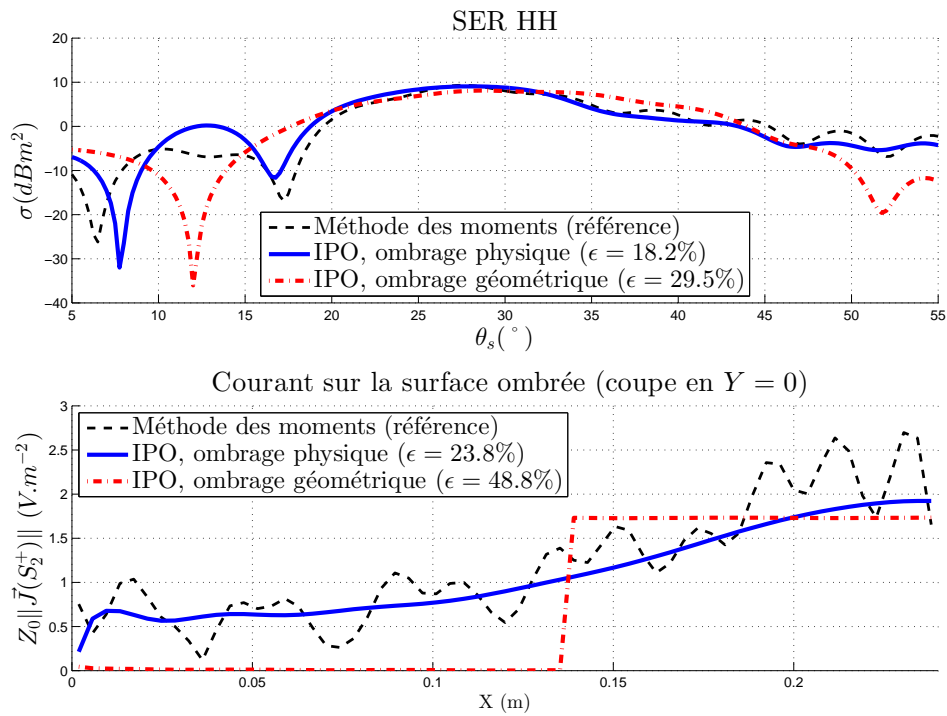 SER HH
20
10
0
−10
−20
−30
−40
σ(dBm²)
Méthode des moments (référence)
IPO, ombrage physique (ϵ = 18.2%)
IPO, ombrage géométrique (ϵ = 29.5%)
5 10 15 20 25 30 35 40 45 50 55
θₛ(°)
Courant sur la surface ombrée (coupe en Y = 0)
3
2.5
2
1.5
1
0.5
0
Z₀||J⃗(S₂⁺)|| (V.m⁻²)
Méthode des moments (référence)
IPO, ombrage physique (ϵ = 23.8%)
IPO, ombrage géométrique (ϵ = 48.8%)
0 0.05 0.1 0.15 0.2
X (m)